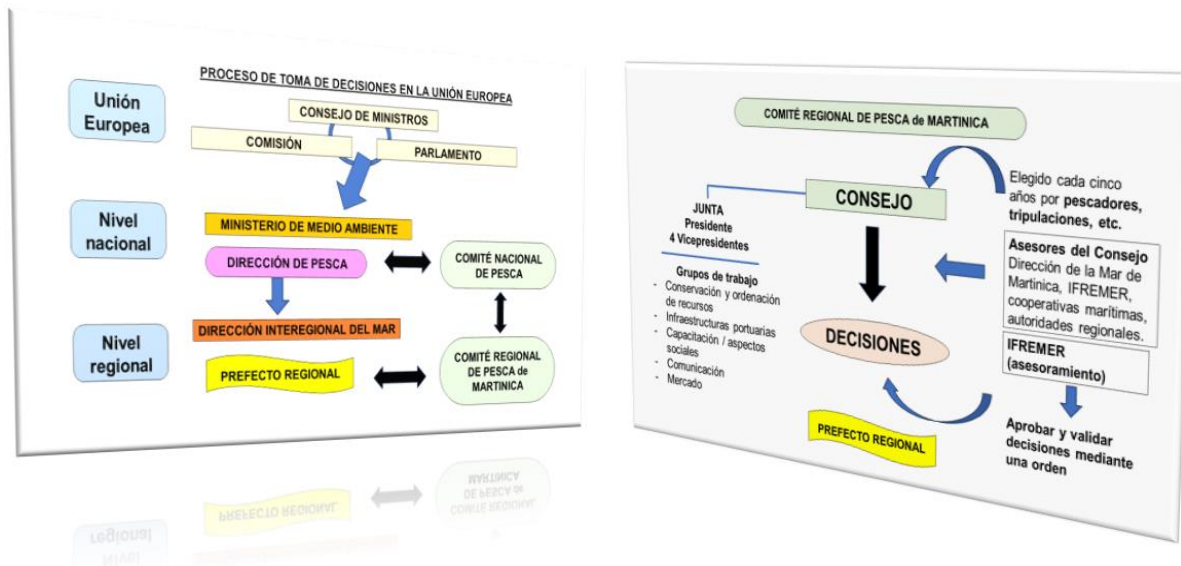 PROCESO DE TOMA DE DECISIONES EN LA UNIÓN EUROPEA
Unión
Europea
CONSEJO DE MINISTROS
COMISIÓN
PARLAMENTO
Nivel
nacional
MINISTERIO DE MEDIO AMBIENTE
DIRECCIÓN DE PESCA
COMITÉ NACIONAL
DE PESCA
Nivel
regional
DIRECCIÓN INTEREGIONAL DEL MAR
PREFECTO REGIONAL
COMITÉ REGIONAL
DE PESCA de
MARTINICA
COMITÉ REGIONAL DE PESCA de MARTINICA
CONSEJO
Elegido cada cinco
años por pescadores,
tripulaciones, etc.
JUNTA
Presidente
4 Vicepresidentes
Grupos de trabajo
- Conservación y ordenación
de recursos
- Infraestructuras portuarias
- Capacitación / aspectos
sociales
- Comunicación
- Mercado
Asesores del Consejo
Dirección de la Mar de
Martinica, IFREMER,
cooperativas marítimas,
autoridades regionales.
DECISIONES
IFREMER
(asesoramiento)
PREFECTO REGIONAL
Aprobar y validar
decisiones mediante
una orden